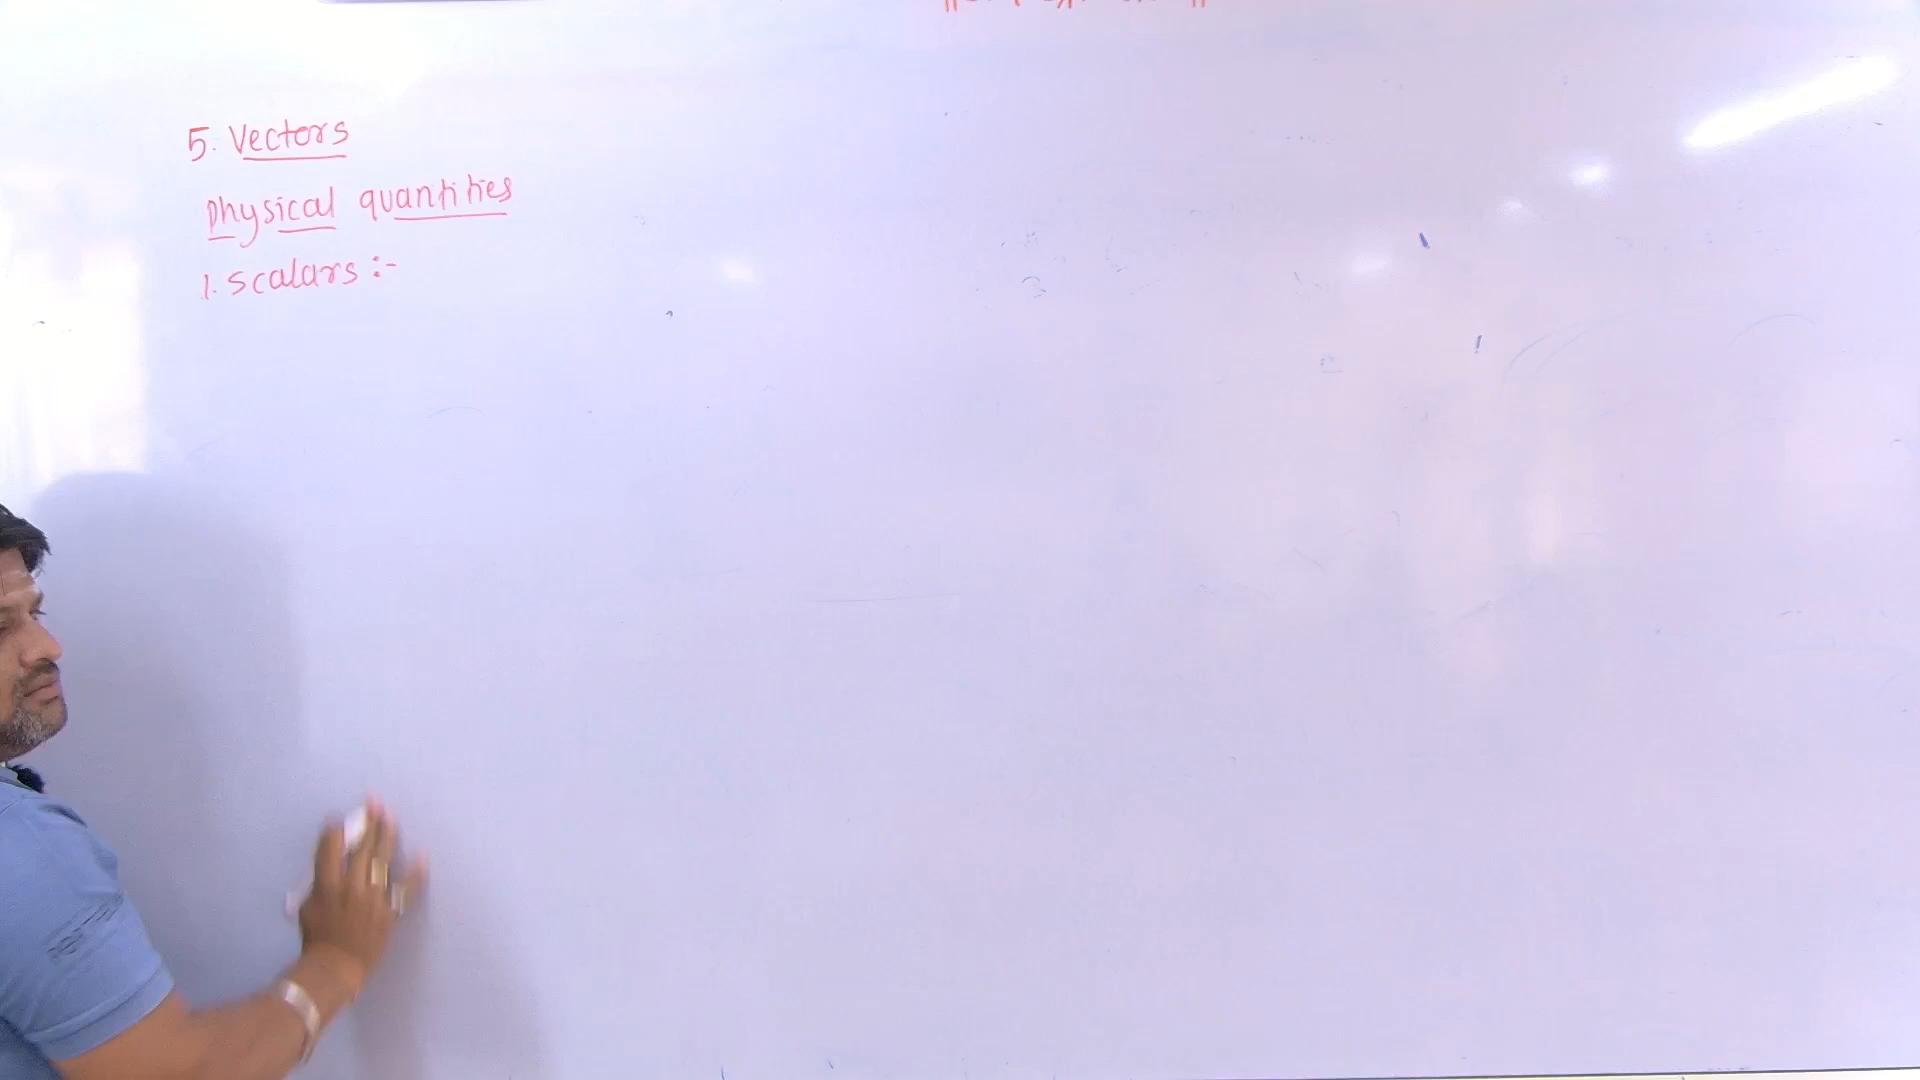 5. Vectors
Physical quantities
1. Scalars :-